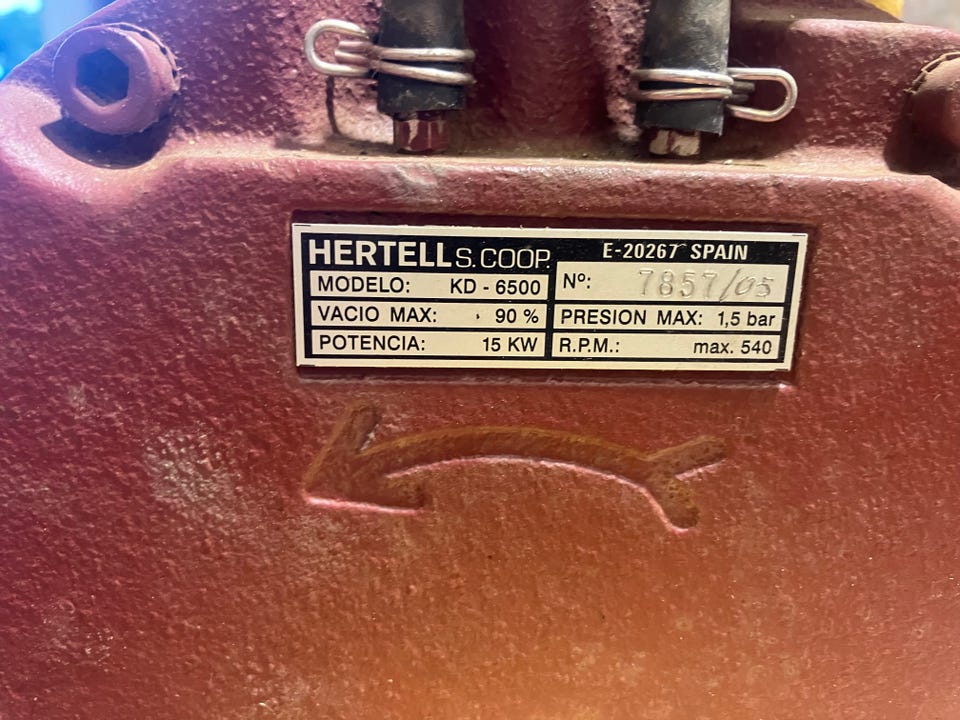 HERTELL S. COOP. E-20267 SPAIN
MODELO: KD - 6500 Nº: 7857/05
VACIO MAX: 90 % PRESION MAX: 1,5 bar
POTENCIA: 15 KW R.P.M.: max. 540